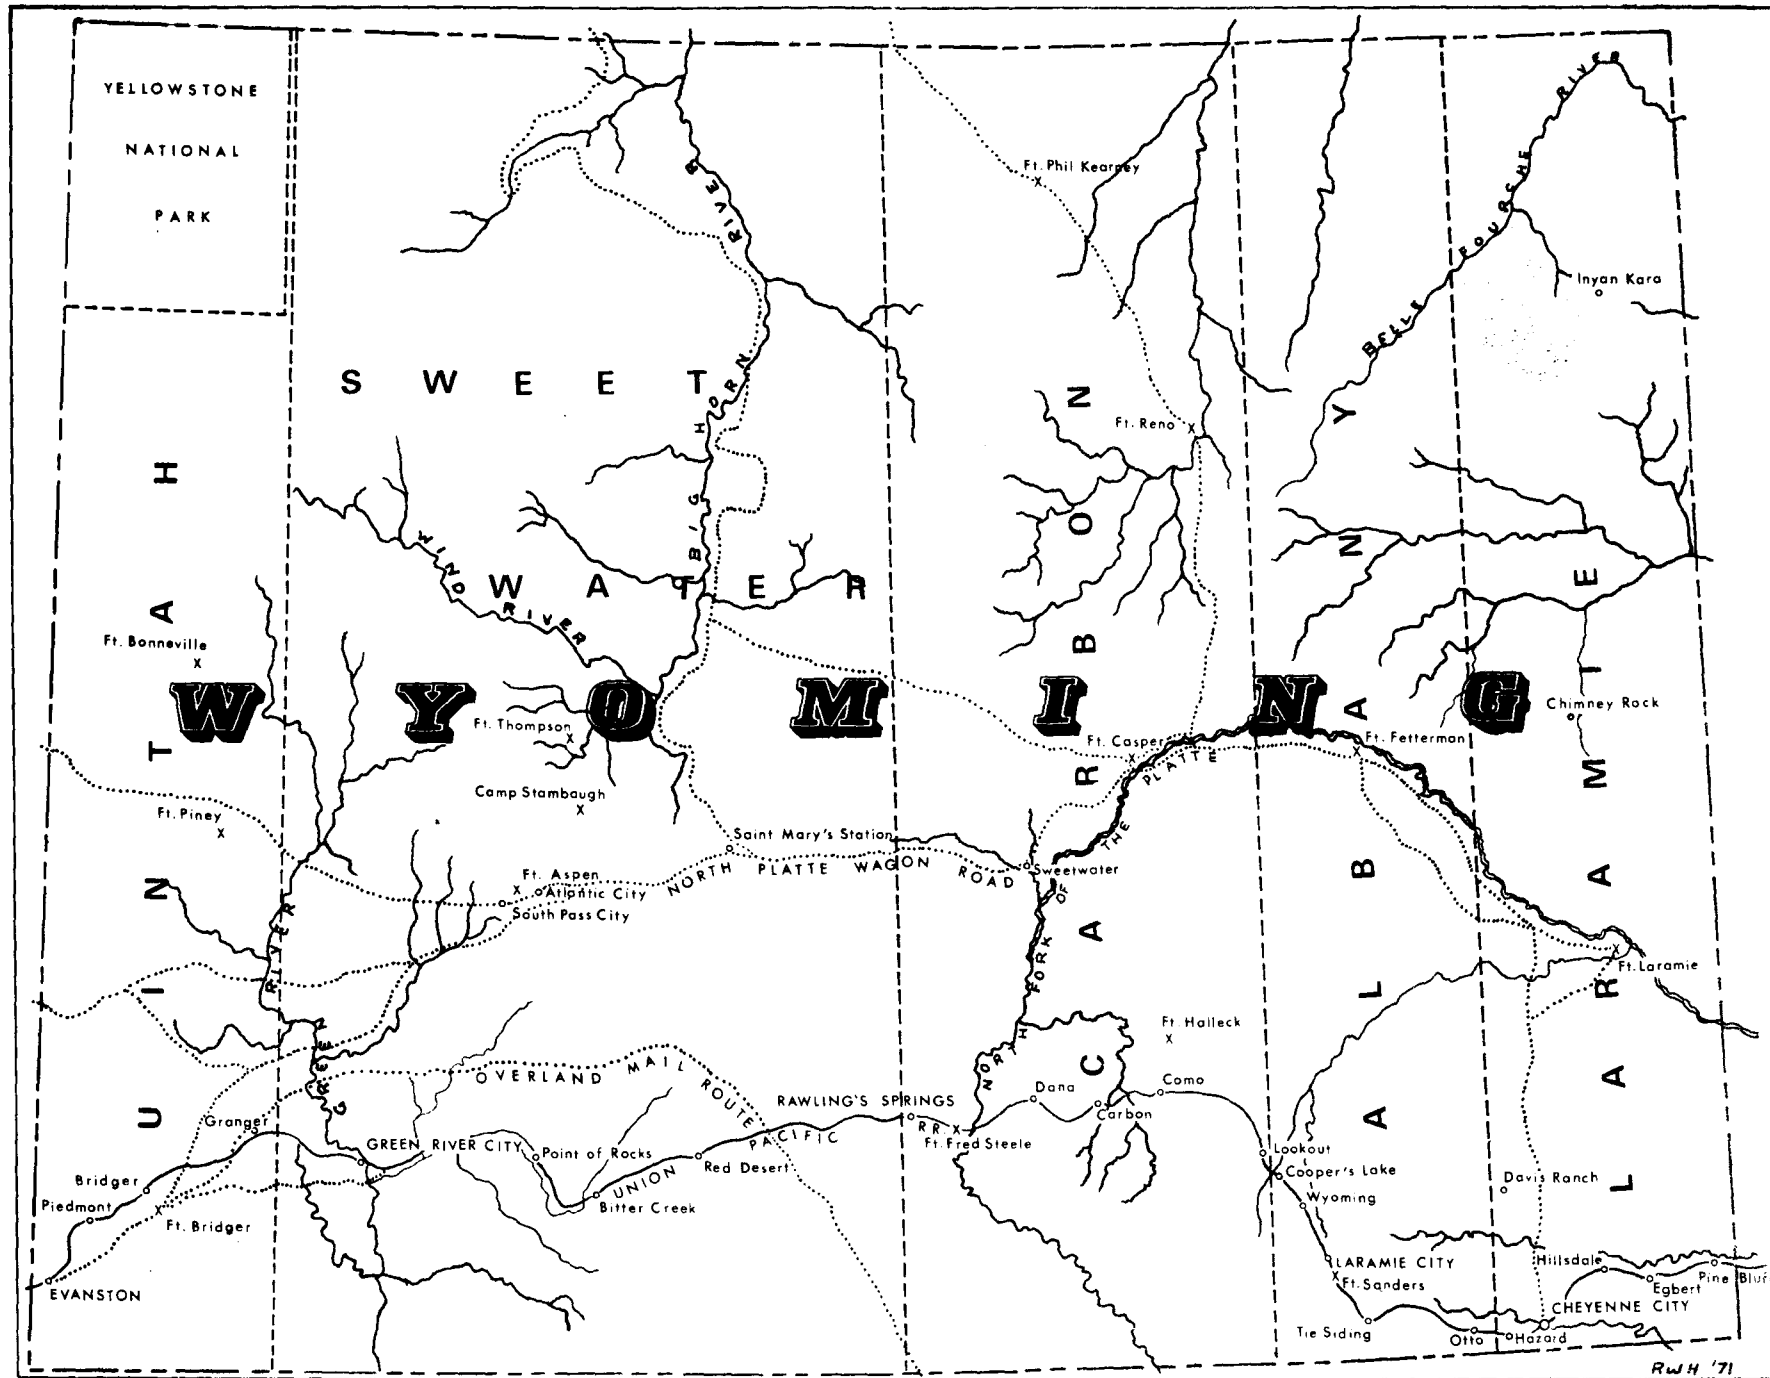 YELLOWSTONE
NATIONAL
PARK
BELLE FOURCHE RIVER
Ft. Phil Kearney
BIG HORN RIVER
Inyan Kara
SWEET
WATER
Ft. Reno
WIND RIVER
UINTAH
CARBON
ALBANY
LARAMIE
Ft. Bonneville
WYOMING
Ft. Thompson
Chimney Rock
Ft. Casper
Ft. Fetterman
NORTH FORK OF THE PLATTE
Camp Stambaugh
Ft. Piney
Saint Mary's Station
NORTH PLATTE WAGON ROAD
Sweetwater
Ft. Aspen
Atlantic City
South Pass City
GREEN RIVER
Ft. Laramie
Ft. Halleck
OVERLAND MAIL ROUTE
Dana
Como
Carbon
RAWLING'S SPRINGS
Ft. Fred Steele
UNION PACIFIC R.R.
Granger
GREEN RIVER CITY
Point of Rocks
Red Desert
Bitter Creek
Lookout
Cooper's Lake
Wyoming
Davis Ranch
Bridger
Piedmont
Ft. Bridger
EVANSTON
LARAMIE CITY
Ft. Sanders
Hillsdale
Egbert
Pine Bluf
CHEYENNE CITY
Tie Siding
Otto
Hazard
RWH '71